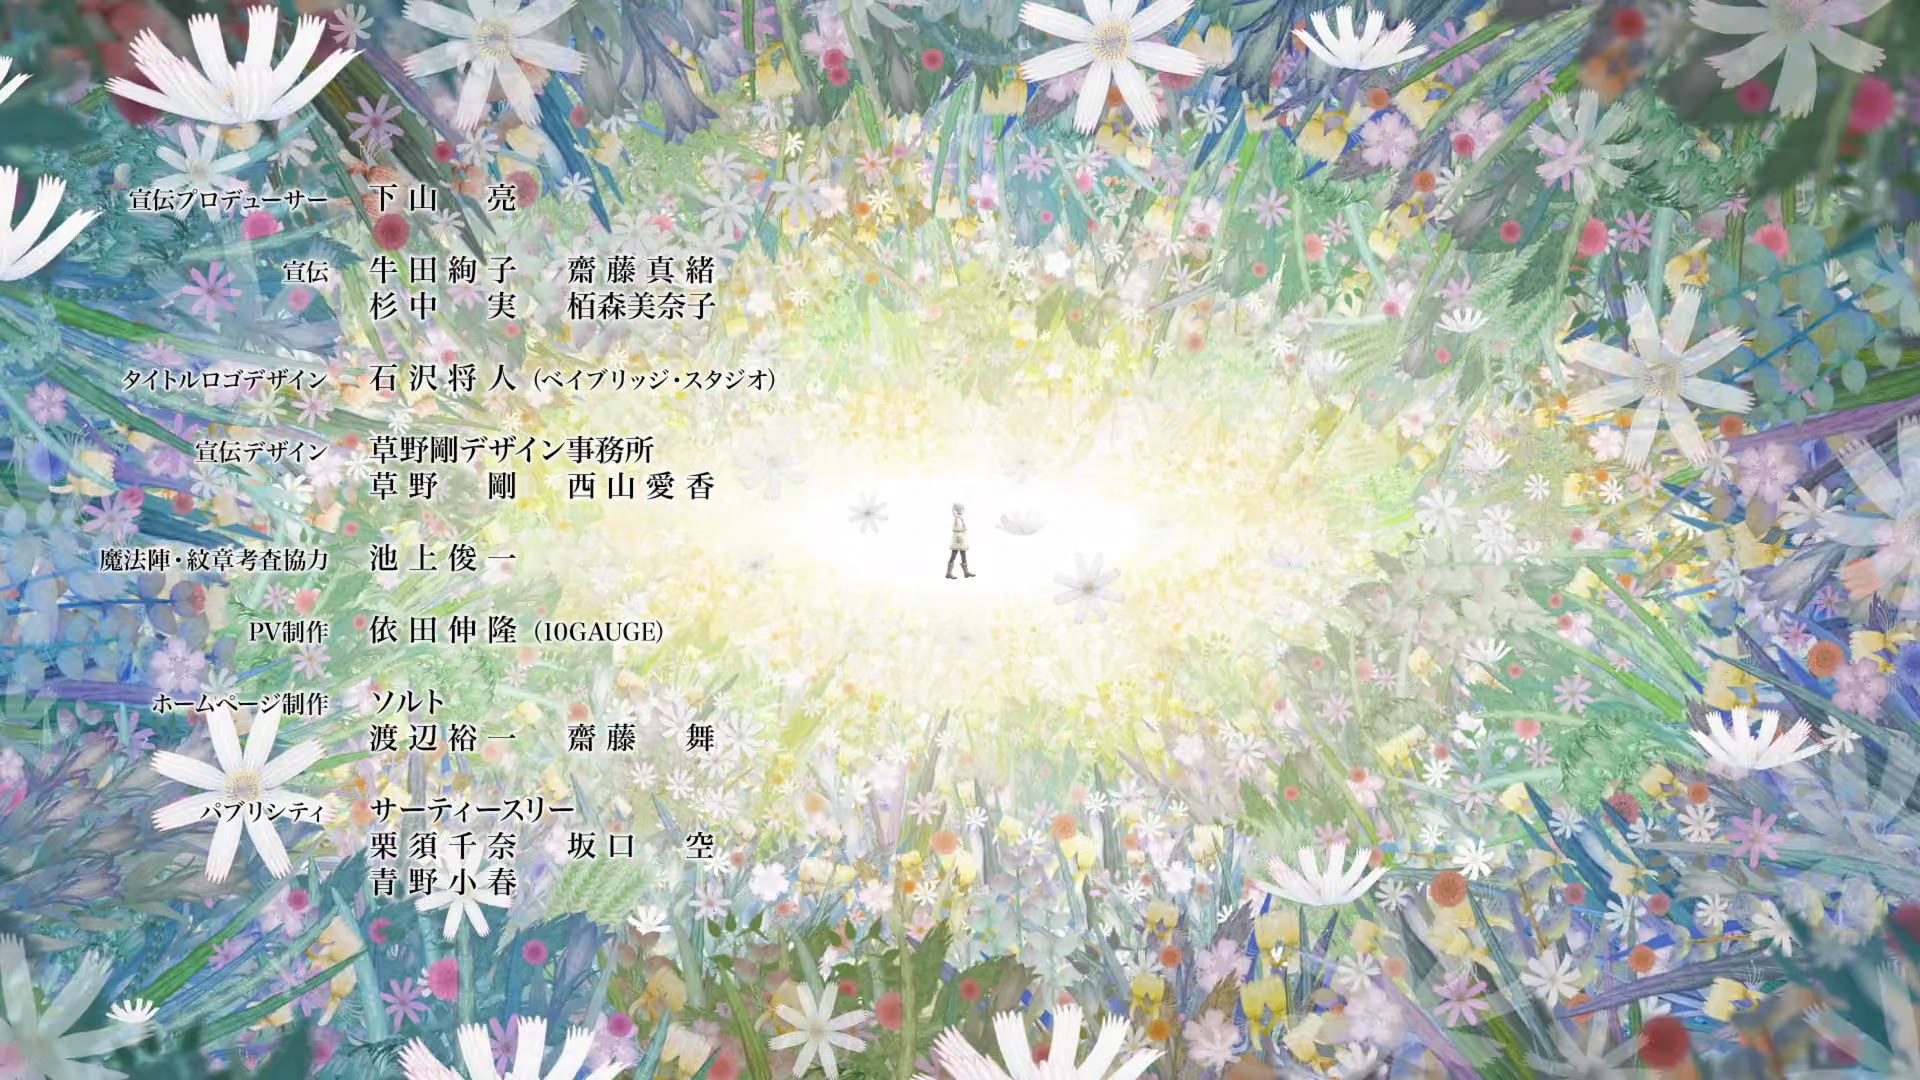 宣伝プロデューサー 下山 亮
宣伝 牛田絢子 齋藤真緒
杉中 実 栢森美奈子
タイトルロゴデザイン 石沢将人（ベイブリッジ・スタジオ）
宣伝デザイン 草野剛デザイン事務所
草野 剛 西山愛香
魔法陣・紋章考査協力 池上俊一
PV制作 依田伸隆（10GAUGE）
ホームページ制作 ソルト
渡辺裕一 齋藤 舞
パブリシティ サーティースリー
栗須千奈 坂口 空
青野小春